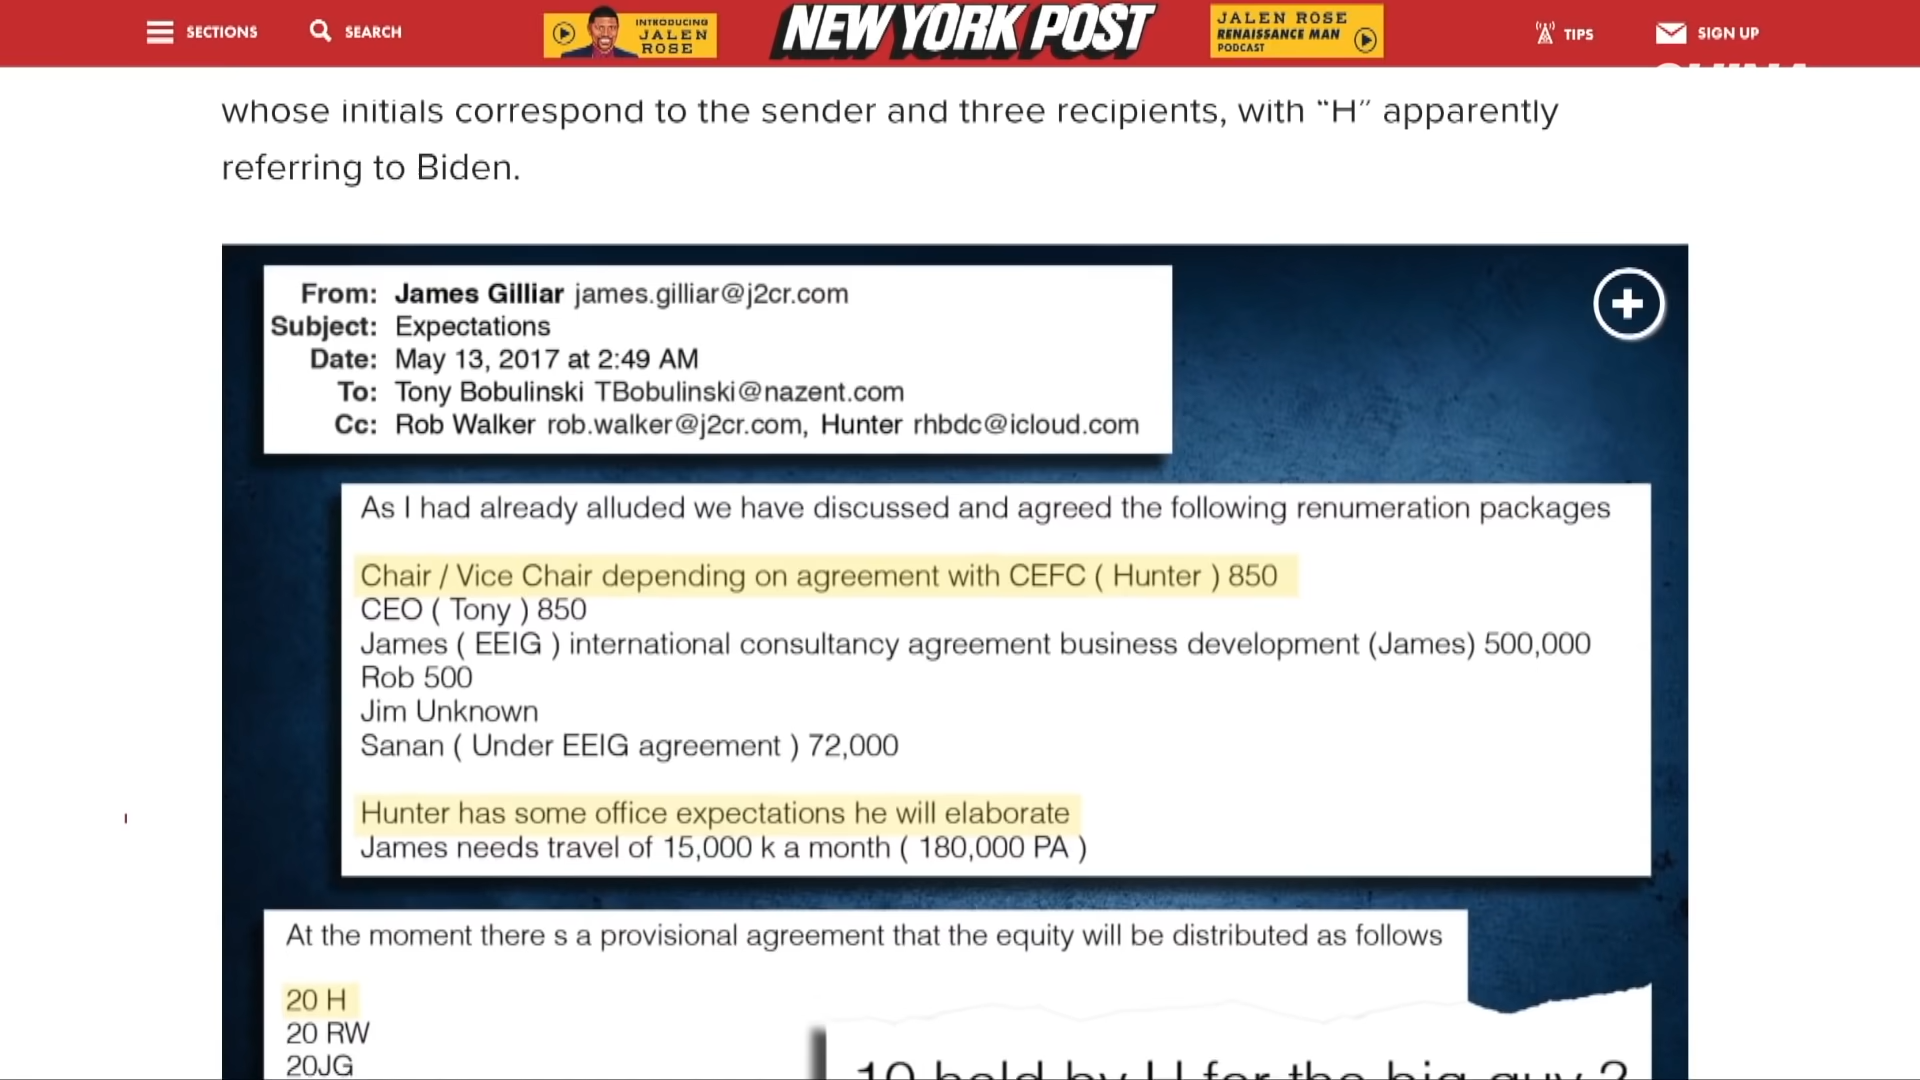 SECTIONS
SEARCH
INTRODUCING
JALEN
ROSE
NEW YORK POST
JALEN ROSE
RENAISSANCE MAN
PODCAST
TIPS
SIGN UP
whose initials correspond to the sender and three recipients, with “H” apparently
referring to Biden.
From: James Gilliar james.gilliar@j2cr.com
Subject: Expectations
Date: May 13, 2017 at 2:49 AM
To: Tony Bobulinski TBobulinski@nazent.com
Cc: Rob Walker rob.walker@j2cr.com, Hunter rhbdc@icloud.com
As I had already alluded we have discussed and agreed the following renumeration packages
Chair / Vice Chair depending on agreement with CEFC ( Hunter ) 850
CEO ( Tony ) 850
James ( EEIG ) international consultancy agreement business development (James) 500,000
Rob 500
Jim Unknown
Sanan ( Under EEIG agreement ) 72,000
Hunter has some office expectations he will elaborate
James needs travel of 15,000 k a month ( 180,000 PA )
At the moment there s a provisional agreement that the equity will be distributed as follows
20 H
20 RW
20JG
10 held by H for the big guy ?